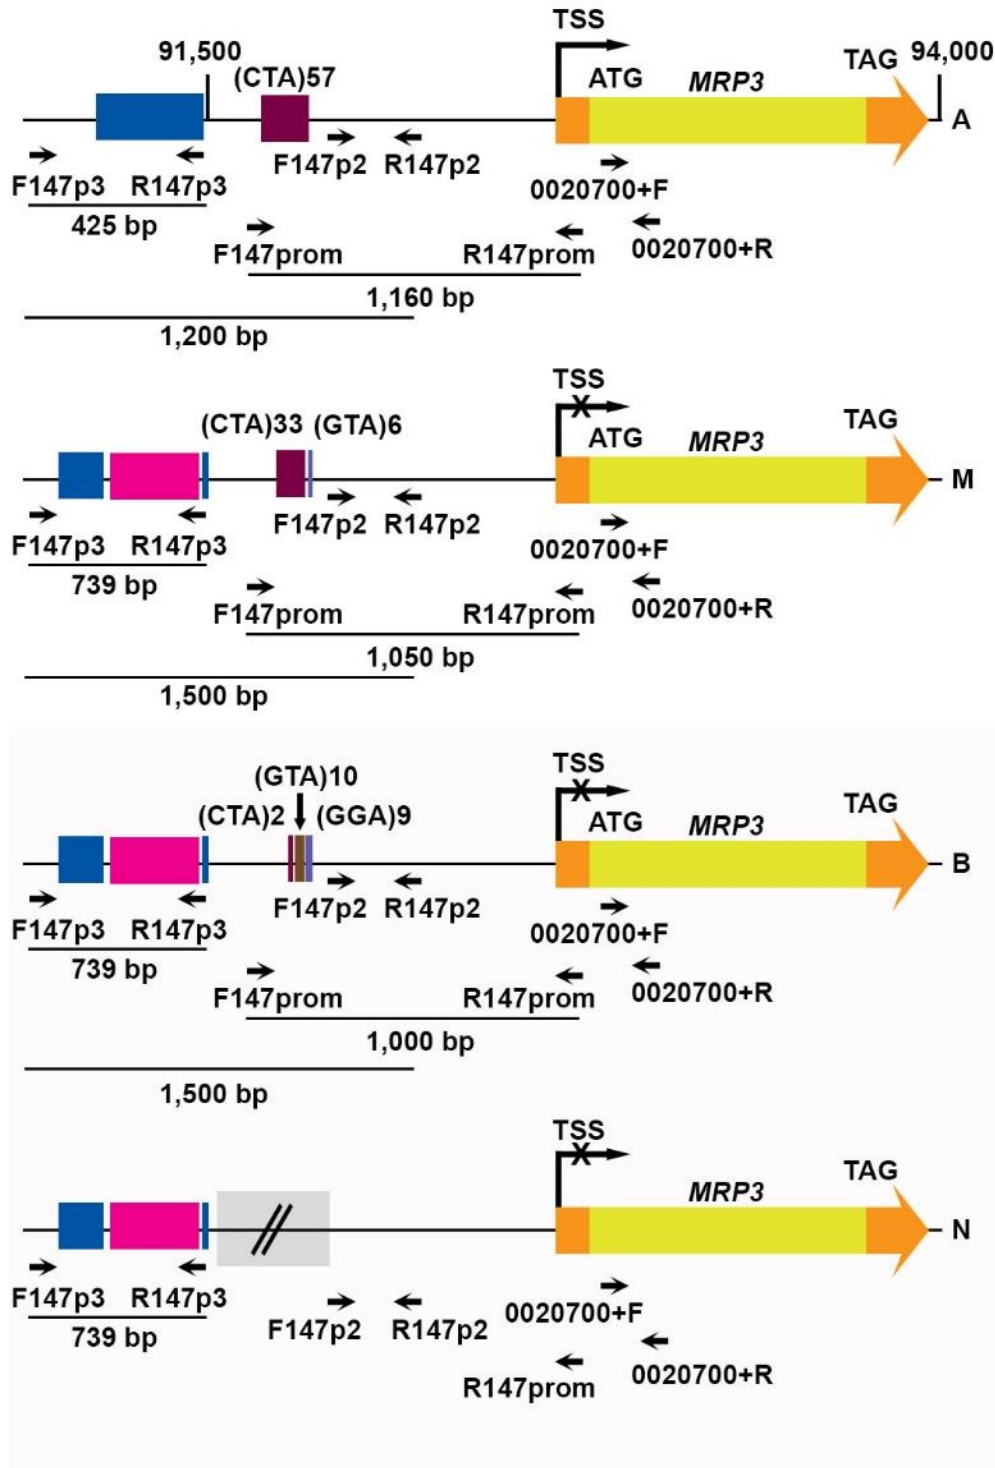 TSS
91,500
(CTA)57
ATG
MRP3
TAG
94,000
A
F147p3
R147p3
F147p2
R147p2
0020700+F
425 bp
F147prom
R147prom
0020700+R
1,160 bp
1,200 bp
TSS
X
(CTA)33
(GTA)6
ATG
MRP3
TAG
M
F147p3
R147p3
F147p2
R147p2
0020700+F
739 bp
F147prom
R147prom
0020700+R
1,050 bp
1,500 bp
TSS
X
(GTA)10
(CTA)2
(GGA)9
ATG
MRP3
TAG
B
F147p3
R147p3
F147p2
R147p2
0020700+F
739 bp
F147prom
R147prom
0020700+R
1,000 bp
1,500 bp
TSS
X
MRP3
TAG
//
N
F147p3
R147p3
F147p2
R147p2
0020700+F
739 bp
R147prom
0020700+R